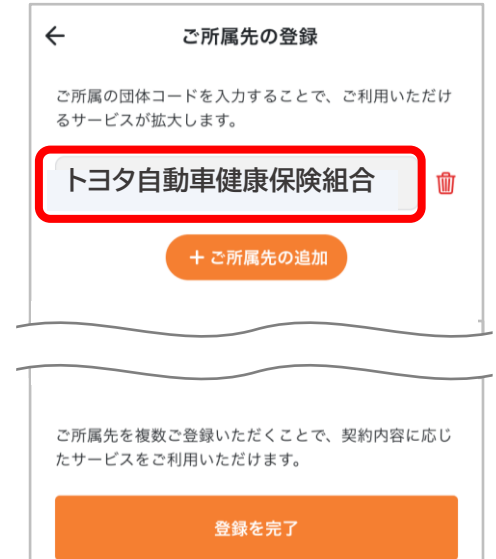 ご所属先の登録
ご所属の団体コードを入力することで、ご利用いただけ
るサービスが拡大します。
トヨタ自動車健康保険組合
+ ご所属先の追加
ご所属先を複数ご登録いただくことで、契約内容に応じ
たサービスをご利用いただけます。
登録を完了